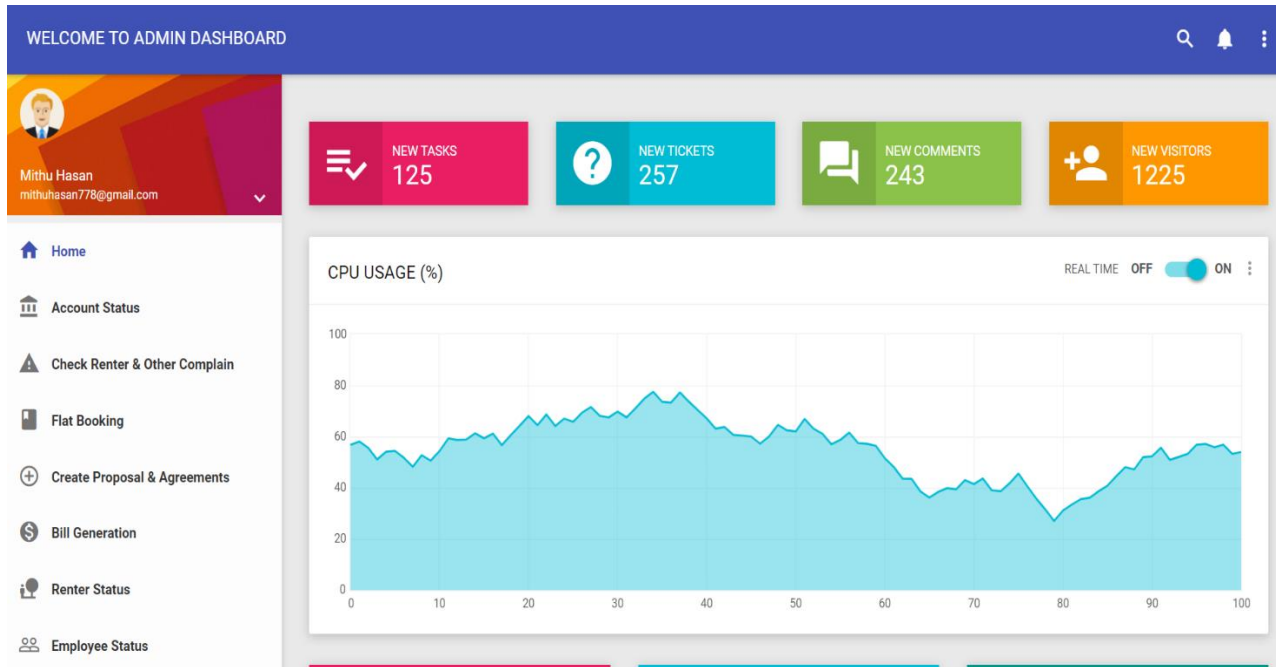 WELCOME TO ADMIN DASHBOARD
Mithu Hasan
mithuhasan778@gmail.com
Home
Account Status
Check Renter & Other Complain
Flat Booking
Create Proposal & Agreements
Bill Generation
Renter Status
Employee Status
NEW TASKS
125
NEW TICKETS
257
NEW COMMENTS
243
NEW VISITORS
1225
CPU USAGE (%)
REAL TIME OFF ON
100
80
60
40
20
0
0 10 20 30 40 50 60 70 80 90 100